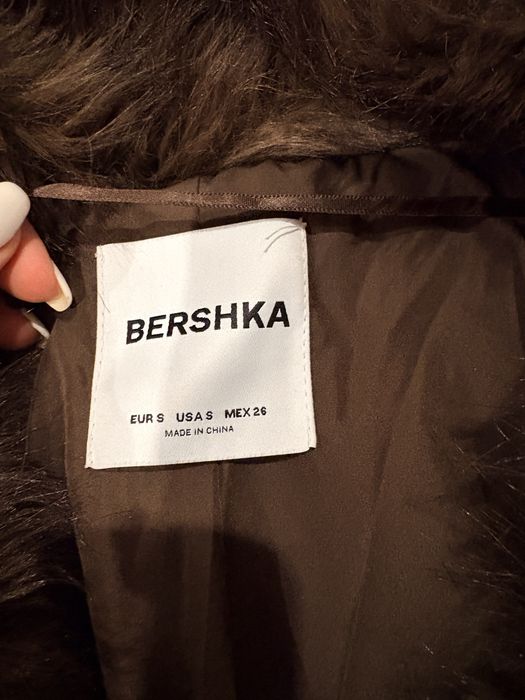 BERSHKA
EUR S USA S MEX 26
MADE IN CHINA